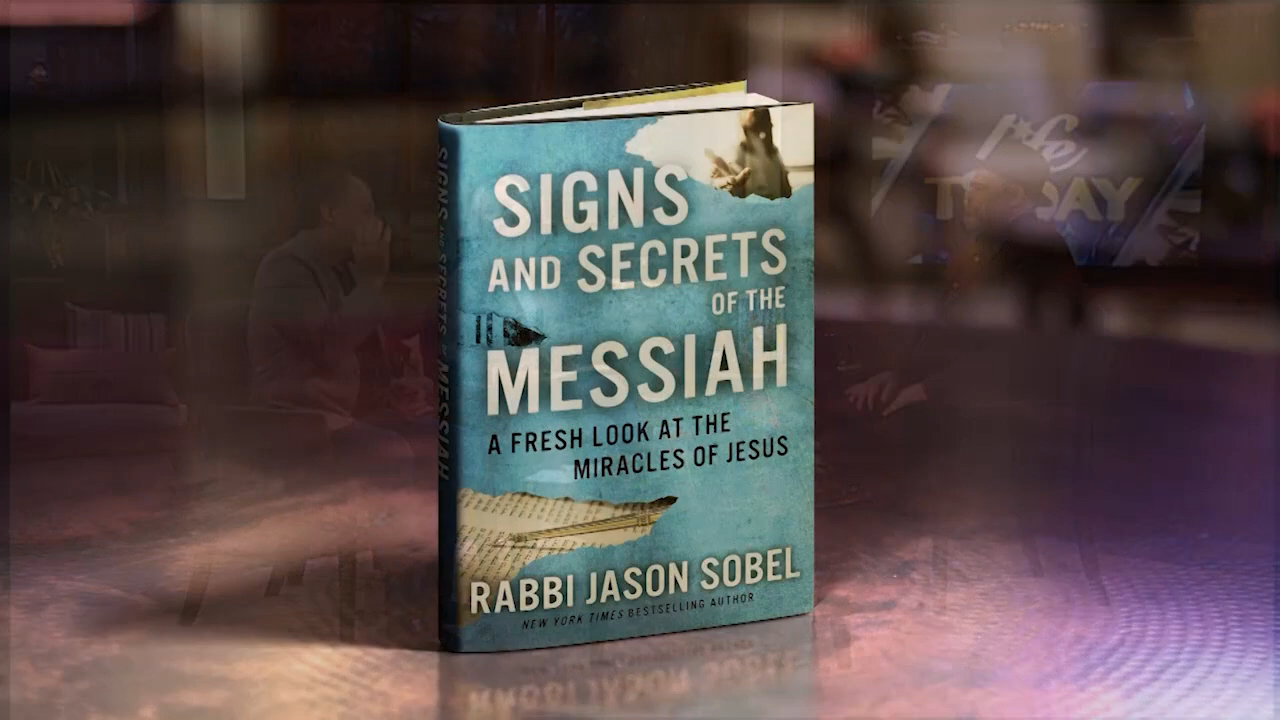 SIGNS
AND SECRETS
OF THE
MESSIAH
A FRESH LOOK AT THE
MIRACLES OF JESUS
RABBI JASON SOBEL
NEW YORK TIMES BESTSELLING AUTHOR
SIGNS AND SECRETS OF THE MESSIAH
TODAY